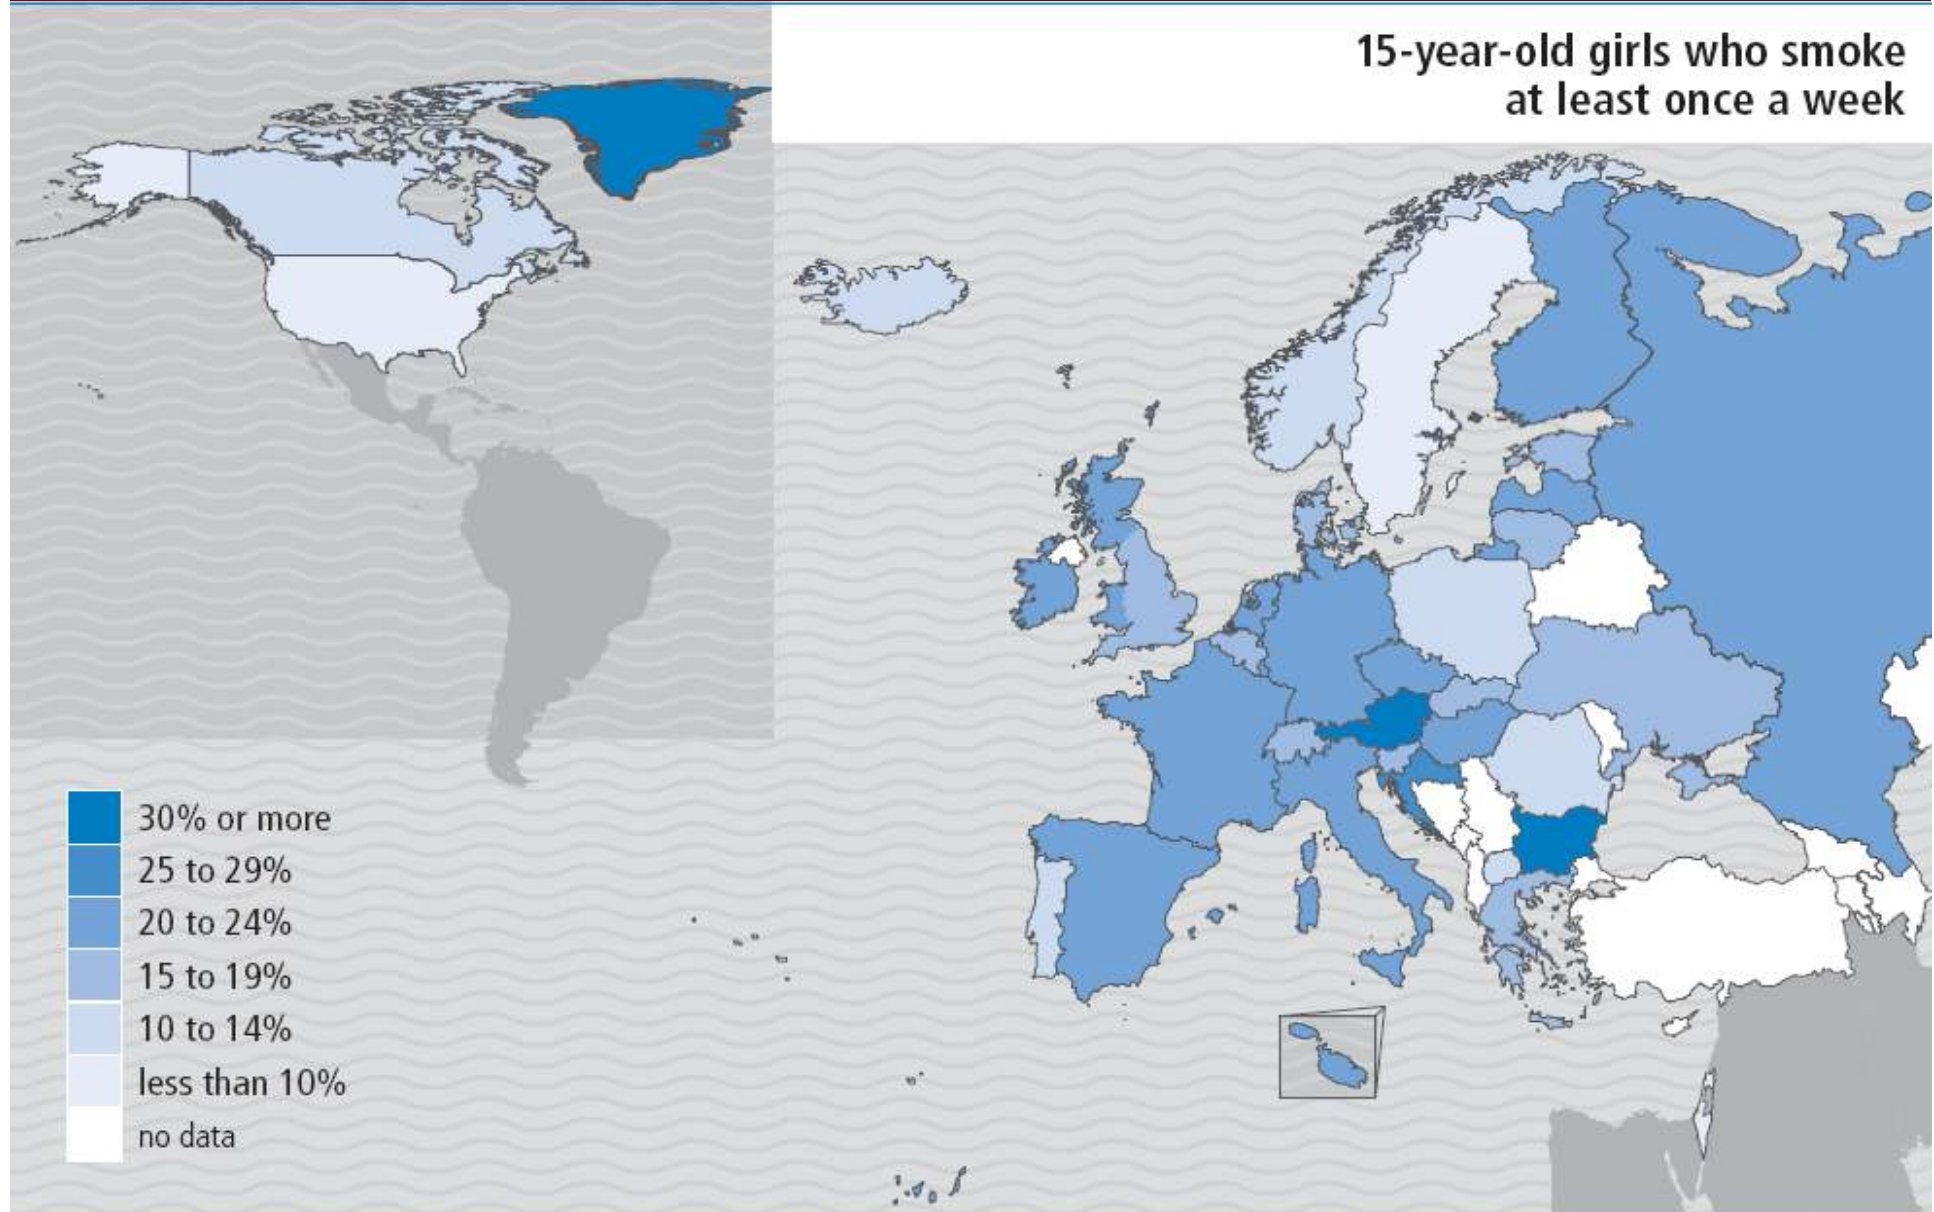 15-year-old girls who smoke
at least once a week
30% or more
25 to 29%
20 to 24%
15 to 19%
10 to 14%
less than 10%
no data